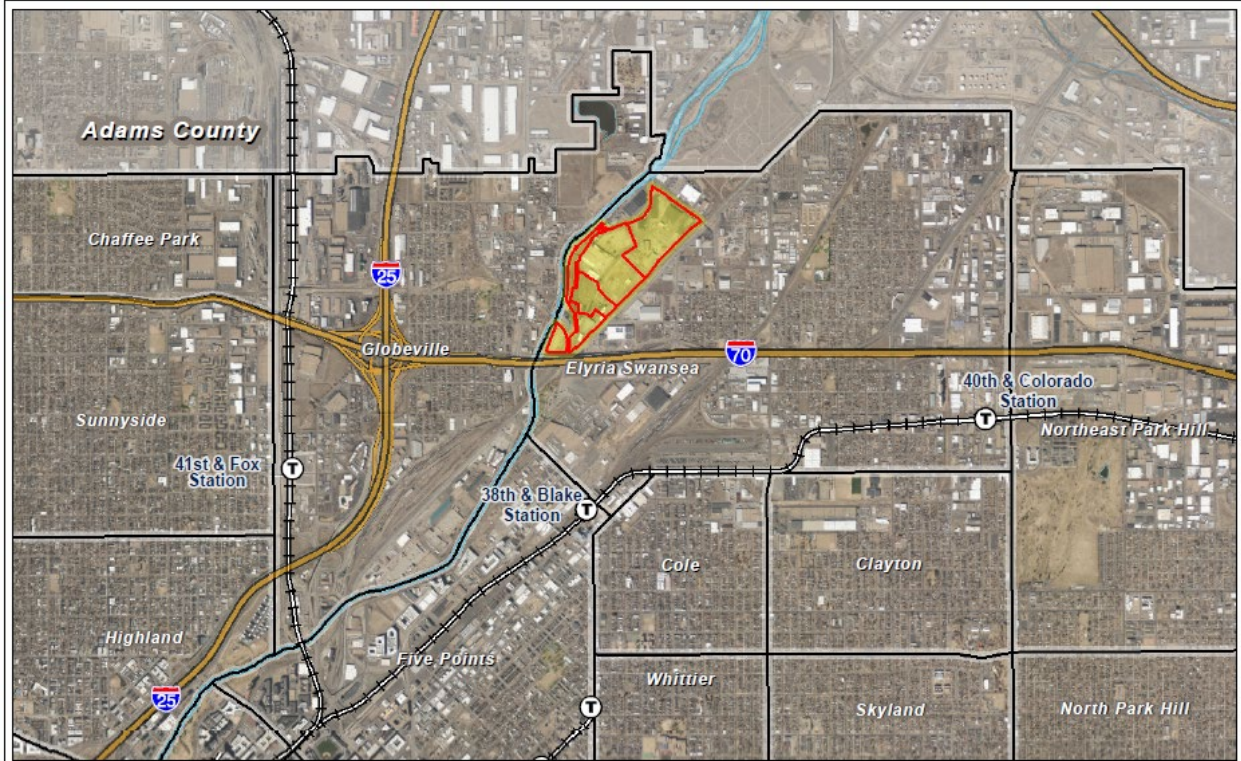 Adams County
Chaffee Park
25
Globeville
70
Elyria Swansea
40th & Colorado
Station
Sunnyside
Northeast Park Hill
41st & Fox
Station
T
T
38th & Blake
Station
T
Cole
Clayton
Highland
Five Points
Whittier
25
T
Skyland
North Park Hill